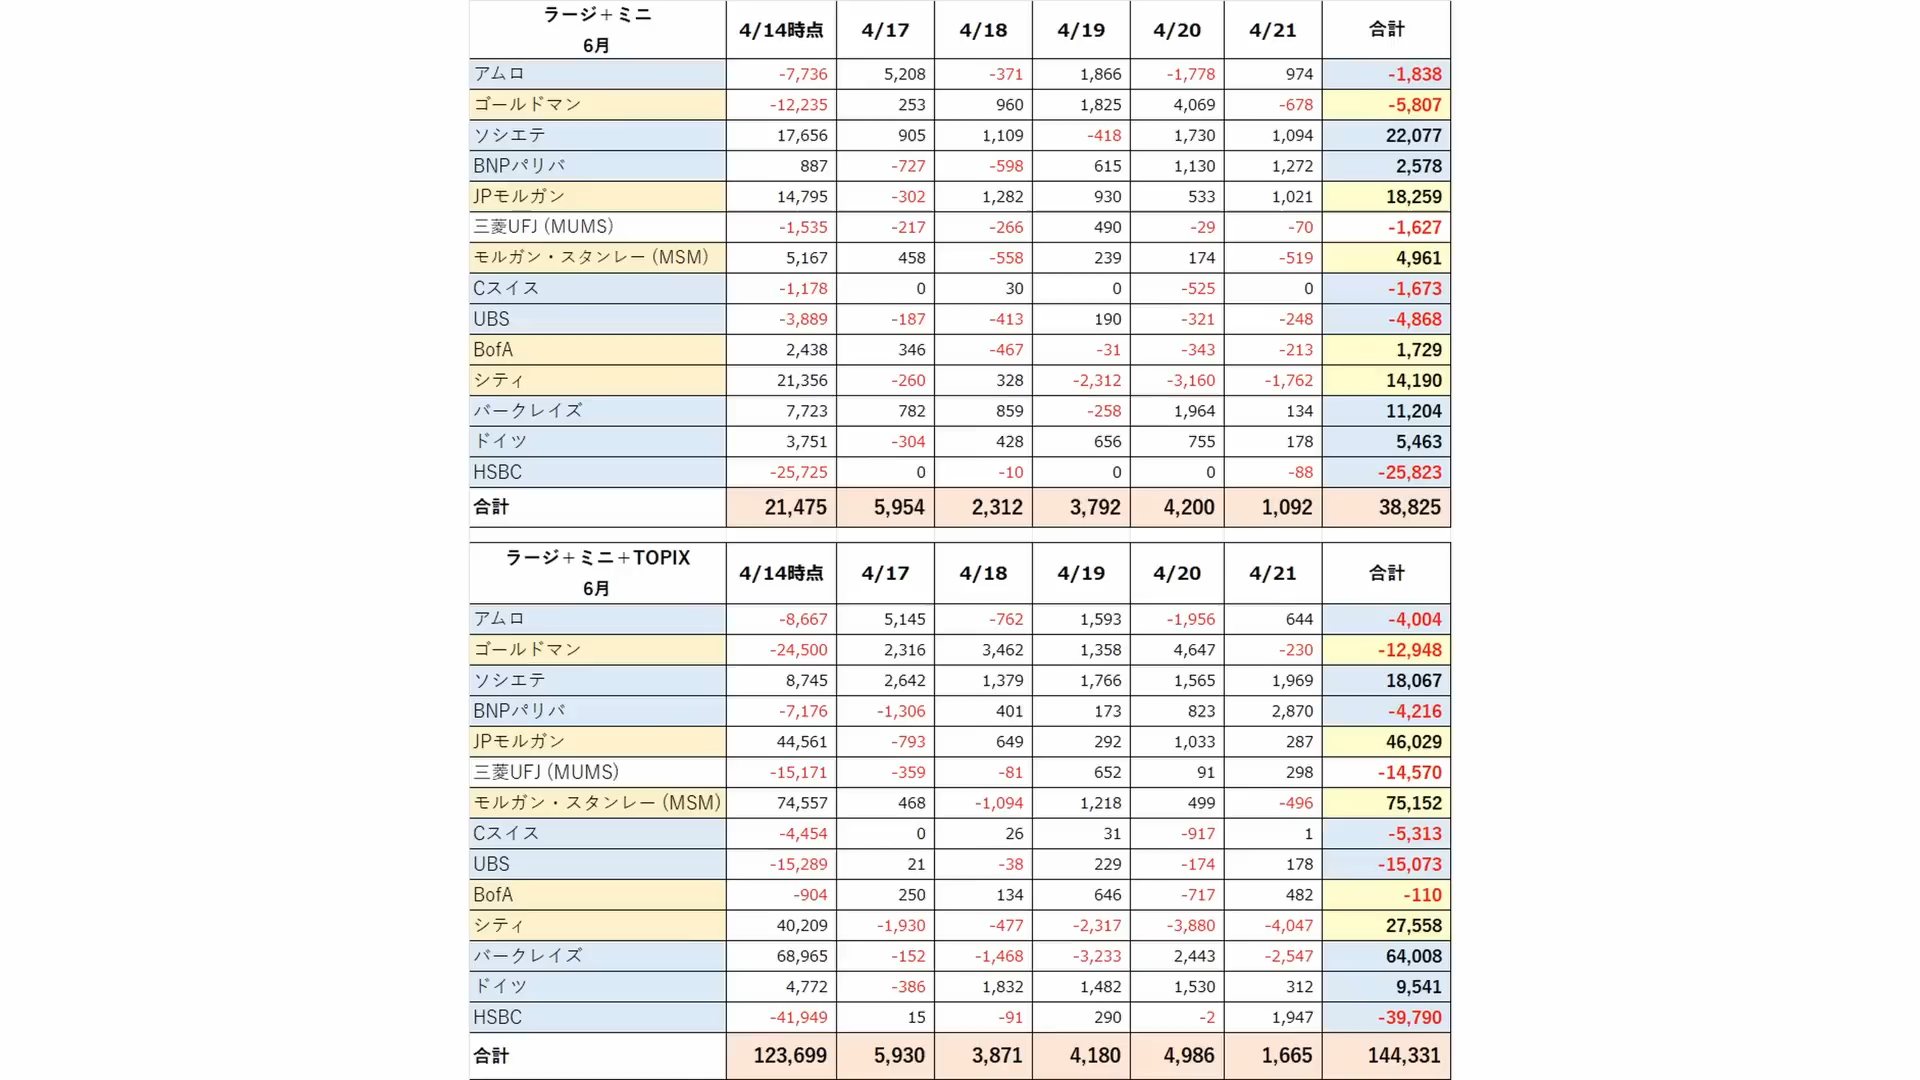 ラージ＋ミニ
6月
4/14時点 4/17 4/18 4/19 4/20 4/21 合計
アムロ -7,736 5,208 -371 1,866 -1,778 974 -1,838
ゴールドマン -12,235 253 960 1,825 4,069 -678 -5,807
ソシエテ 17,656 905 1,109 -418 1,730 1,094 22,077
BNPパリバ 887 -727 -598 615 1,130 1,272 2,578
JPモルガン 14,795 -302 1,282 930 533 1,021 18,259
三菱UFJ (MUMS) -1,535 -217 -266 490 -29 -70 -1,627
モルガン・スタンレー (MSM) 5,167 458 -558 239 174 -519 4,961
Cスイス -1,178 0 30 0 -525 0 -1,673
UBS -3,889 -187 -413 190 -321 -248 -4,868
BofA 2,438 346 -467 -31 -343 -213 1,729
シティ 21,356 -260 328 -2,312 -3,160 -1,762 14,190
バークレイズ 7,723 782 859 -258 1,964 134 11,204
ドイツ 3,751 -304 428 656 755 178 5,463
HSBC -25,725 0 -10 0 0 -88 -25,823
合計 21,475 5,954 2,312 3,792 4,200 1,092 38,825
ラージ＋ミニ＋TOPIX
6月
4/14時点 4/17 4/18 4/19 4/20 4/21 合計
アムロ -8,667 5,145 -762 1,593 -1,956 644 -4,004
ゴールドマン -24,500 2,316 3,462 1,358 4,647 -230 -12,948
ソシエテ 8,745 2,642 1,379 1,766 1,565 1,969 18,067
BNPパリバ -7,176 -1,306 401 173 823 2,870 -4,216
JPモルガン 44,561 -793 649 292 1,033 287 46,029
三菱UFJ (MUMS) -15,171 -359 -81 652 91 298 -14,570
モルガン・スタンレー (MSM) 74,557 468 -1,094 1,218 499 -496 75,152
Cスイス -4,454 0 26 31 -917 1 -5,313
UBS -15,289 21 -38 229 -174 178 -15,073
BofA -904 250 134 646 -717 482 -110
シティ 40,209 -1,930 -477 -2,317 -3,880 -4,047 27,558
バークレイズ 68,965 -152 -1,468 -3,233 2,443 -2,547 64,008
ドイツ 4,772 -386 1,832 1,482 1,530 312 9,541
HSBC -41,949 15 -91 290 -2 1,947 -39,790
合計 123,699 5,930 3,871 4,180 4,986 1,665 144,331